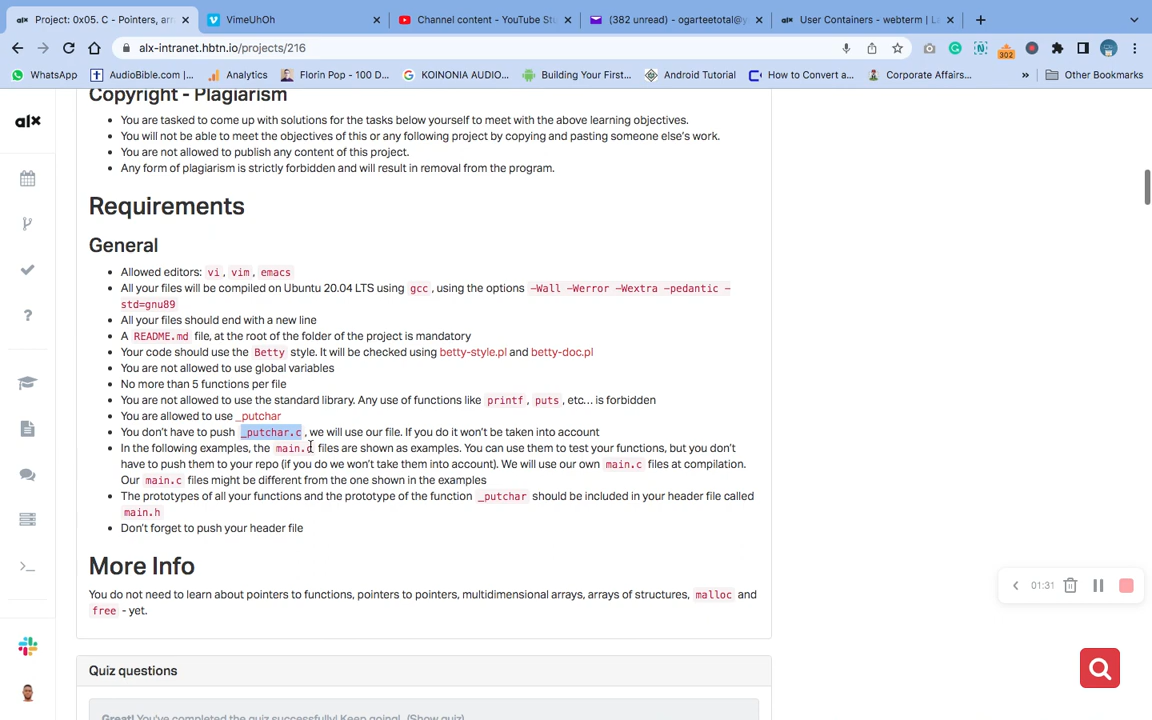 Project: 0x05. C - Pointers, arr
VimeUhOh
Channel content - YouTube Stu
(382 unread) - ogarteetotal@y
User Containers - webterm | L
alx-intranet.hbtn.io/projects/216
302
WhatsApp
AudioBible.com |...
Analytics
Florin Pop - 100 D...
KOINONIA AUDIO...
Building Your First...
Android Tutorial
How to Convert a...
Corporate Affairs...
»
Other Bookmarks
alx
Copyright - Plagiarism
• You are tasked to come up with solutions for the tasks below yourself to meet with the above learning objectives.
• You will not be able to meet the objectives of this or any following project by copying and pasting someone else's work.
• You are not allowed to publish any content of this project.
• Any form of plagiarism is strictly forbidden and will result in removal from the program.
Requirements
General
• Allowed editors: vi, vim, emacs
• All your files will be compiled on Ubuntu 20.04 LTS using gcc, using the options -Wall -Werror -Wextra -pedantic -
std=gnu89
• All your files should end with a new line
• A README.md file, at the root of the folder of the project is mandatory
• Your code should use the Betty style. It will be checked using betty-style.pl and betty-doc.pl
• You are not allowed to use global variables
• No more than 5 functions per file
• You are not allowed to use the standard library. Any use of functions like printf, puts, etc… is forbidden
• You are allowed to use _putchar
• You don't have to push _putchar.c, we will use our file. If you do it won't be taken into account
• In the following examples, the main.c files are shown as examples. You can use them to test your functions, but you don't
have to push them to your repo (if you do we won't take them into account). We will use our own main.c files at compilation.
Our main.c files might be different from the one shown in the examples
• The prototypes of all your functions and the prototype of the function _putchar should be included in your header file called
main.h
• Don't forget to push your header file
More Info
You do not need to learn about pointers to functions, pointers to pointers, multidimensional arrays, arrays of structures, malloc and
free - yet.
01:31
Quiz questions
Great! You've completed the quiz successfully! Keep going! (Show quiz)